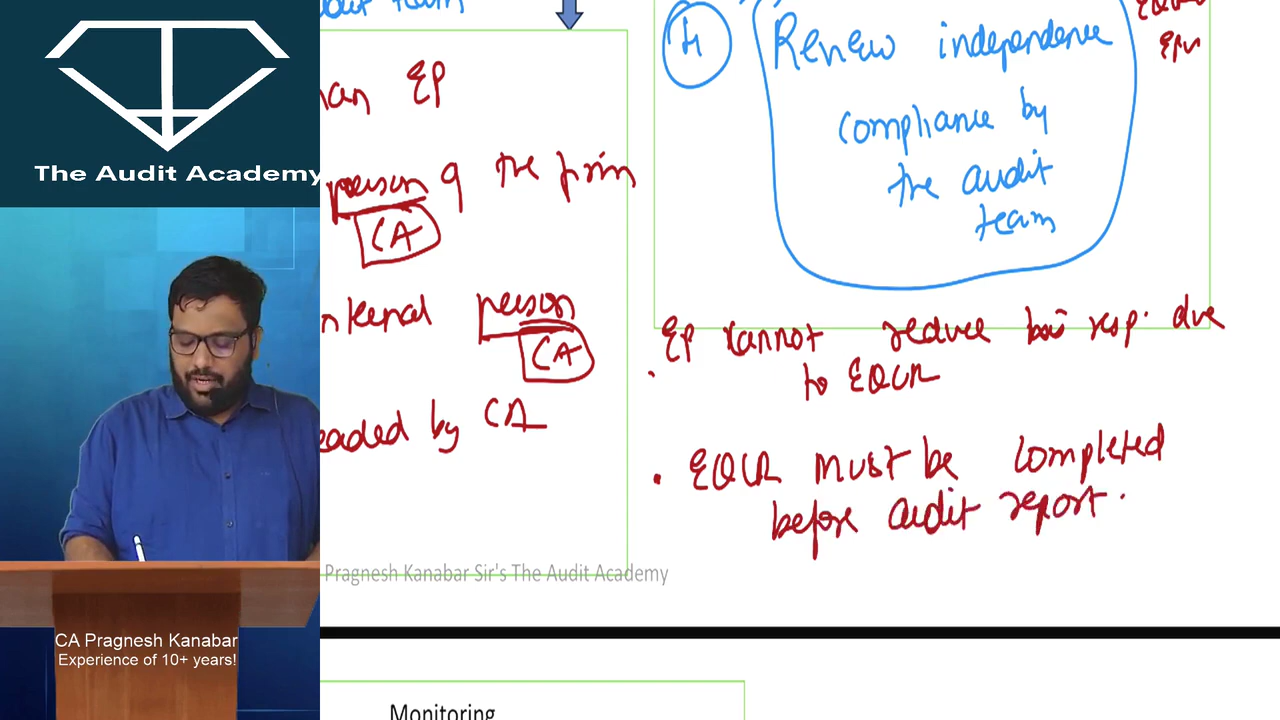 The Audit Academy
than EP
person of the firm
CA
person
CA
headed by CA
4
Review independence
compliance by
the audit
team
EP cannot reduce his resp. due
to EQCR
• EQCR must be completed
before audit report.
Pragnesh Kanabar Sir's The Audit Academy
CA Pragnesh Kanabar
Experience of 10+ years!
Monitoring